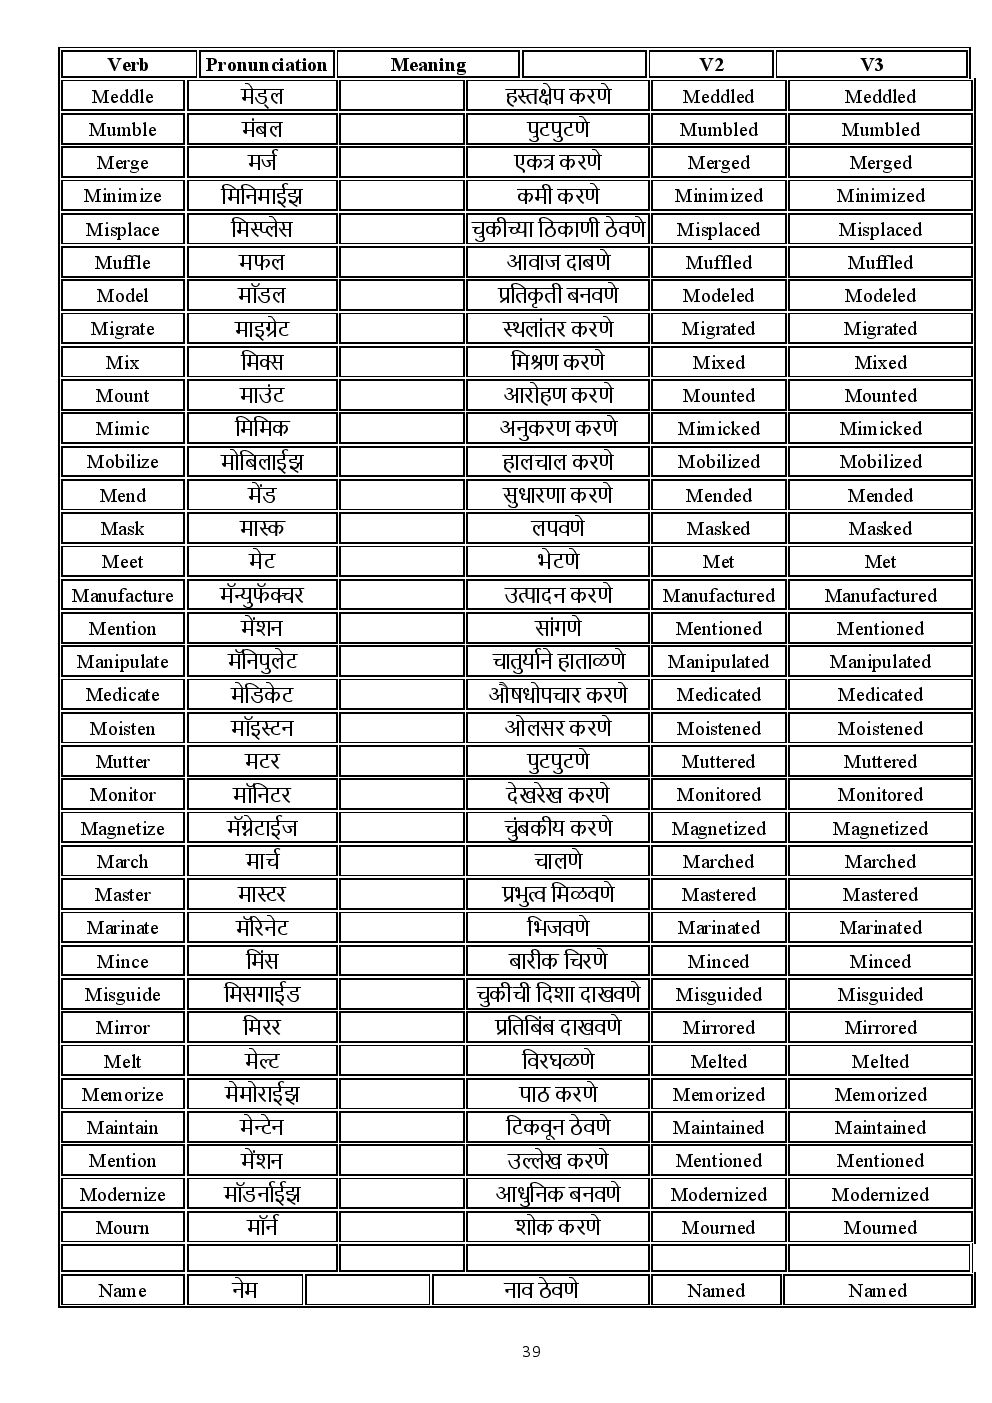 Verb Pronunciation Meaning V2 V3
Meddle मेड्ल हस्तक्षेप करणे Meddled Meddled
Mumble मंबल पुटपुटणे Mumbled Mumbled
Merge मर्ज एकत्र करणे Merged Merged
Minimize मिनिमाईझ कमी करणे Minimized Minimized
Misplace मिस्प्लेस चुकीच्या ठिकाणी ठेवणे Misplaced Misplaced
Muffle मफल आवाज दाबणे Muffled Muffled
Model मॉडल प्रतिकृती बनवणे Modeled Modeled
Migrate माइग्रेट स्थलांतर करणे Migrated Migrated
Mix मिक्स मिश्रण करणे Mixed Mixed
Mount माउंट आरोहण करणे Mounted Mounted
Mimic मिमिक अनुकरण करणे Mimicked Mimicked
Mobilize मोबिलाईझ हालचाल करणे Mobilized Mobilized
Mend मेंड सुधारणा करणे Mended Mended
Mask मास्क लपवणे Masked Masked
Meet मेट भेटणे Met Met
Manufacture मॅन्युफॅक्चर उत्पादन करणे Manufactured Manufactured
Mention मेंशन सांगणे Mentioned Mentioned
Manipulate मॅनिपुलेट चातुर्याने हाताळणे Manipulated Manipulated
Medicate मेडिकेट औषधोपचार करणे Medicated Medicated
Moisten मॉइस्टन ओलसर करणे Moistened Moistened
Mutter मटर पुटपुटणे Muttered Muttered
Monitor मॉनिटर देखरेख करणे Monitored Monitored
Magnetize मॅग्नेटाईज चुंबकीय करणे Magnetized Magnetized
March मार्च चालणे Marched Marched
Master मास्टर प्रभुत्व मिळवणे Mastered Mastered
Marinate मॅरिनेट भिजवणे Marinated Marinated
Mince मिंस बारीक चिरणे Minced Minced
Misguide मिसगाईड चुकीची दिशा दाखवणे Misguided Misguided
Mirror मिरर प्रतिबिंब दाखवणे Mirrored Mirrored
Melt मेल्ट विरघळणे Melted Melted
Memorize मेमोराईझ पाठ करणे Memorized Memorized
Maintain मेन्टेन टिकवून ठेवणे Maintained Maintained
Mention मेंशन उल्लेख करणे Mentioned Mentioned
Modernize मॉडर्नाईझ आधुनिक बनवणे Modernized Modernized
Mourn मॉर्न शोक करणे Mourned Mourned
Name नेम नाव ठेवणे Named Named
39